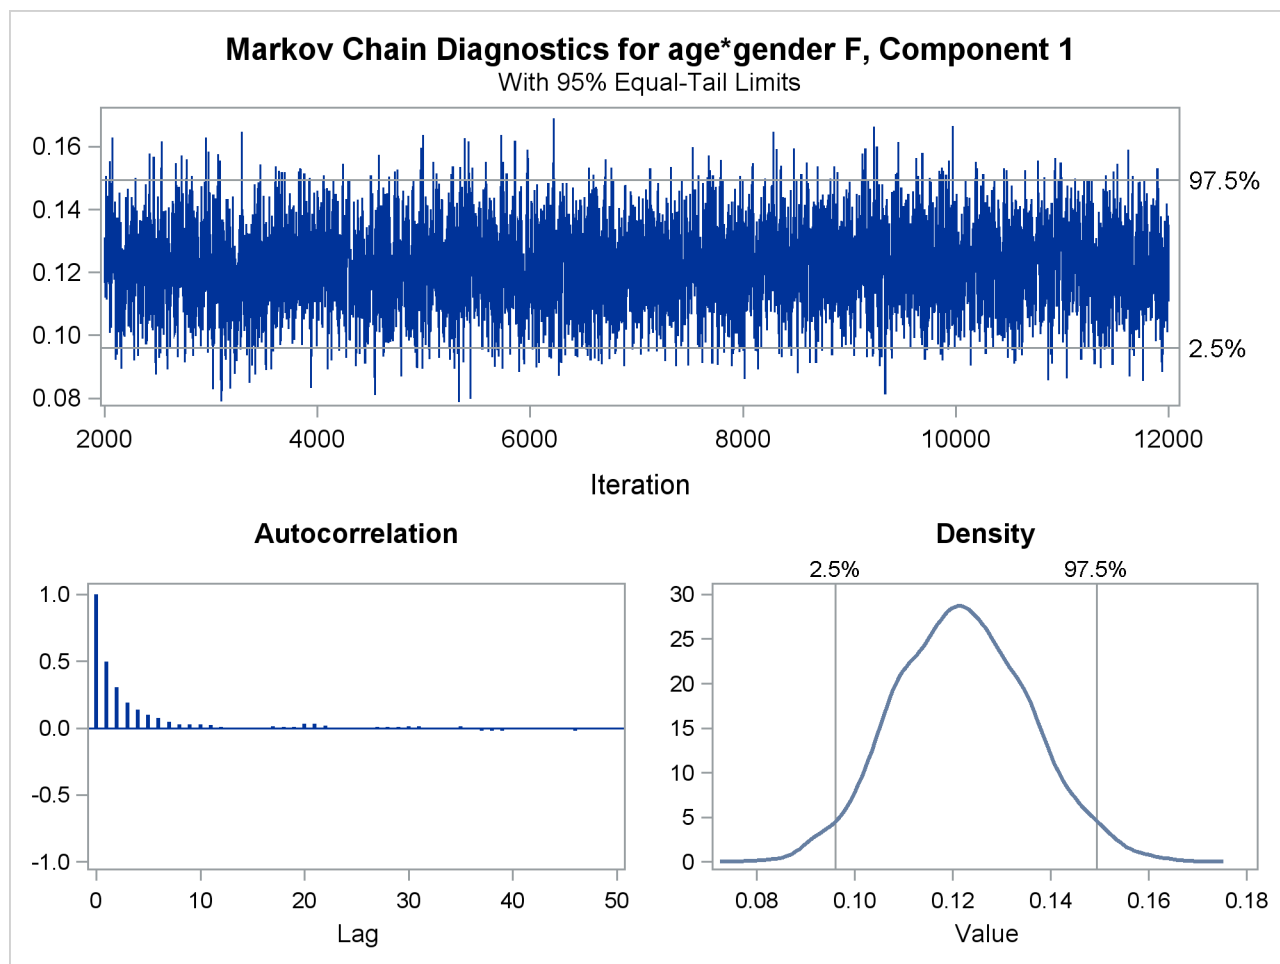 Markov Chain Diagnostics for age*gender F, Component 1
With 95% Equal-Tail Limits
0.16
97.5%
0.14
0.12
0.10
2.5%
0.08
2000 4000 6000 8000 10000 12000
Iteration
Autocorrelation
1.0
0.5
0.0
-0.5
-1.0
0 10 20 30 40 50
Lag
Density
2.5% 97.5%
30
25
20
15
10
5
0
0.08 0.10 0.12 0.14 0.16 0.18
Value